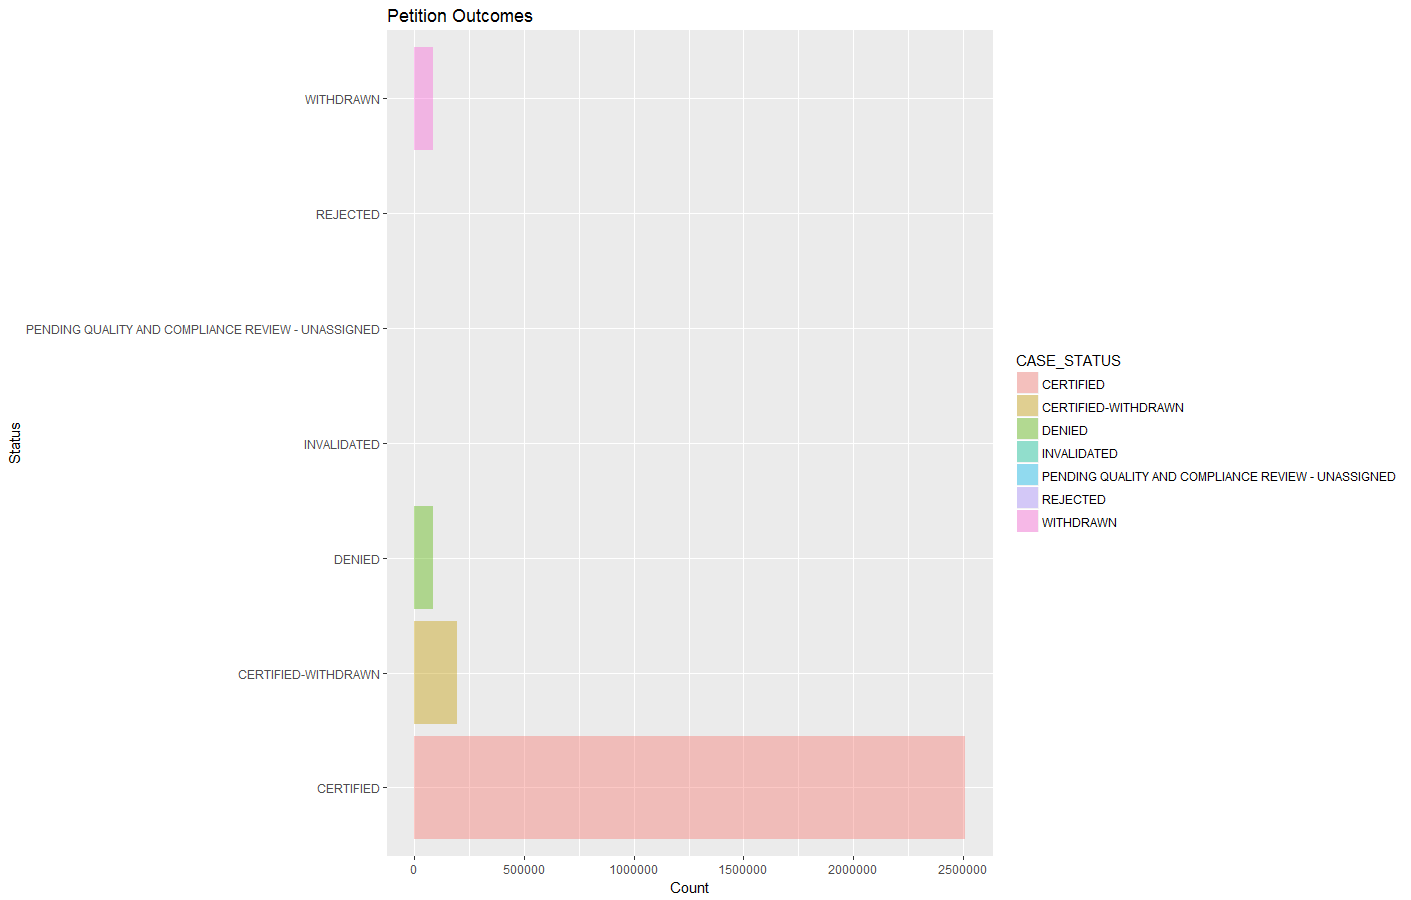 Petition Outcomes
Status
WITHDRAWN
REJECTED
PENDING QUALITY AND COMPLIANCE REVIEW - UNASSIGNED
INVALIDATED
DENIED
CERTIFIED-WITHDRAWN
CERTIFIED
0 500000 1000000 1500000 2000000 2500000
Count
CASE_STATUS
CERTIFIED
CERTIFIED-WITHDRAWN
DENIED
INVALIDATED
PENDING QUALITY AND COMPLIANCE REVIEW - UNASSIGNED
REJECTED
WITHDRAWN